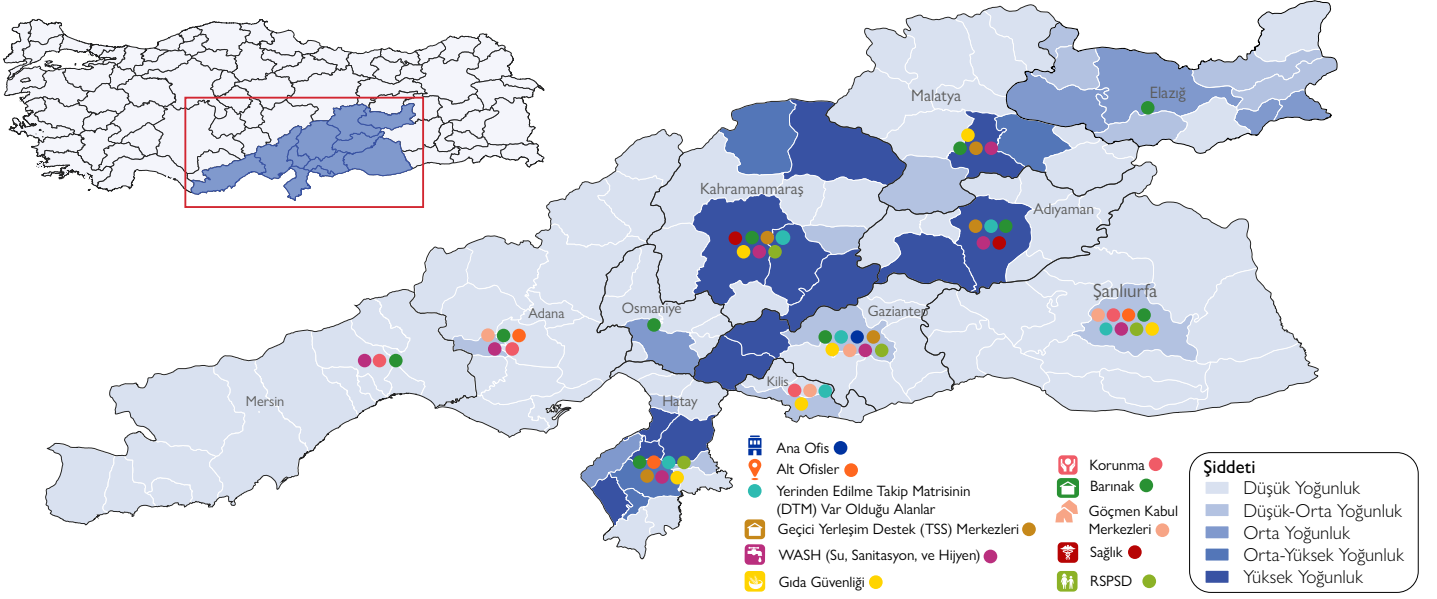 Malatya
Elazığ
Kahramanmaraş
Adıyaman
Şanlıurfa
Osmaniye
Gaziantep
Adana
Kilis
Mersin
Hatay
Ana Ofis
Alt Ofisler
Yerinden Edilme Takip Matrisinin
(DTM) Var Olduğu Alanlar
Geçici Yerleşim Destek (TSS) Merkezleri
WASH (Su, Sanitasyon, ve Hijyen)
Gıda Güvenliği
Korunma
Barınak
Göçmen Kabul
Merkezleri
Sağlık
RSPSD
Şiddeti
Düşük Yoğunluk
Düşük-Orta Yoğunluk
Orta Yoğunluk
Orta-Yüksek Yoğunluk
Yüksek Yoğunluk